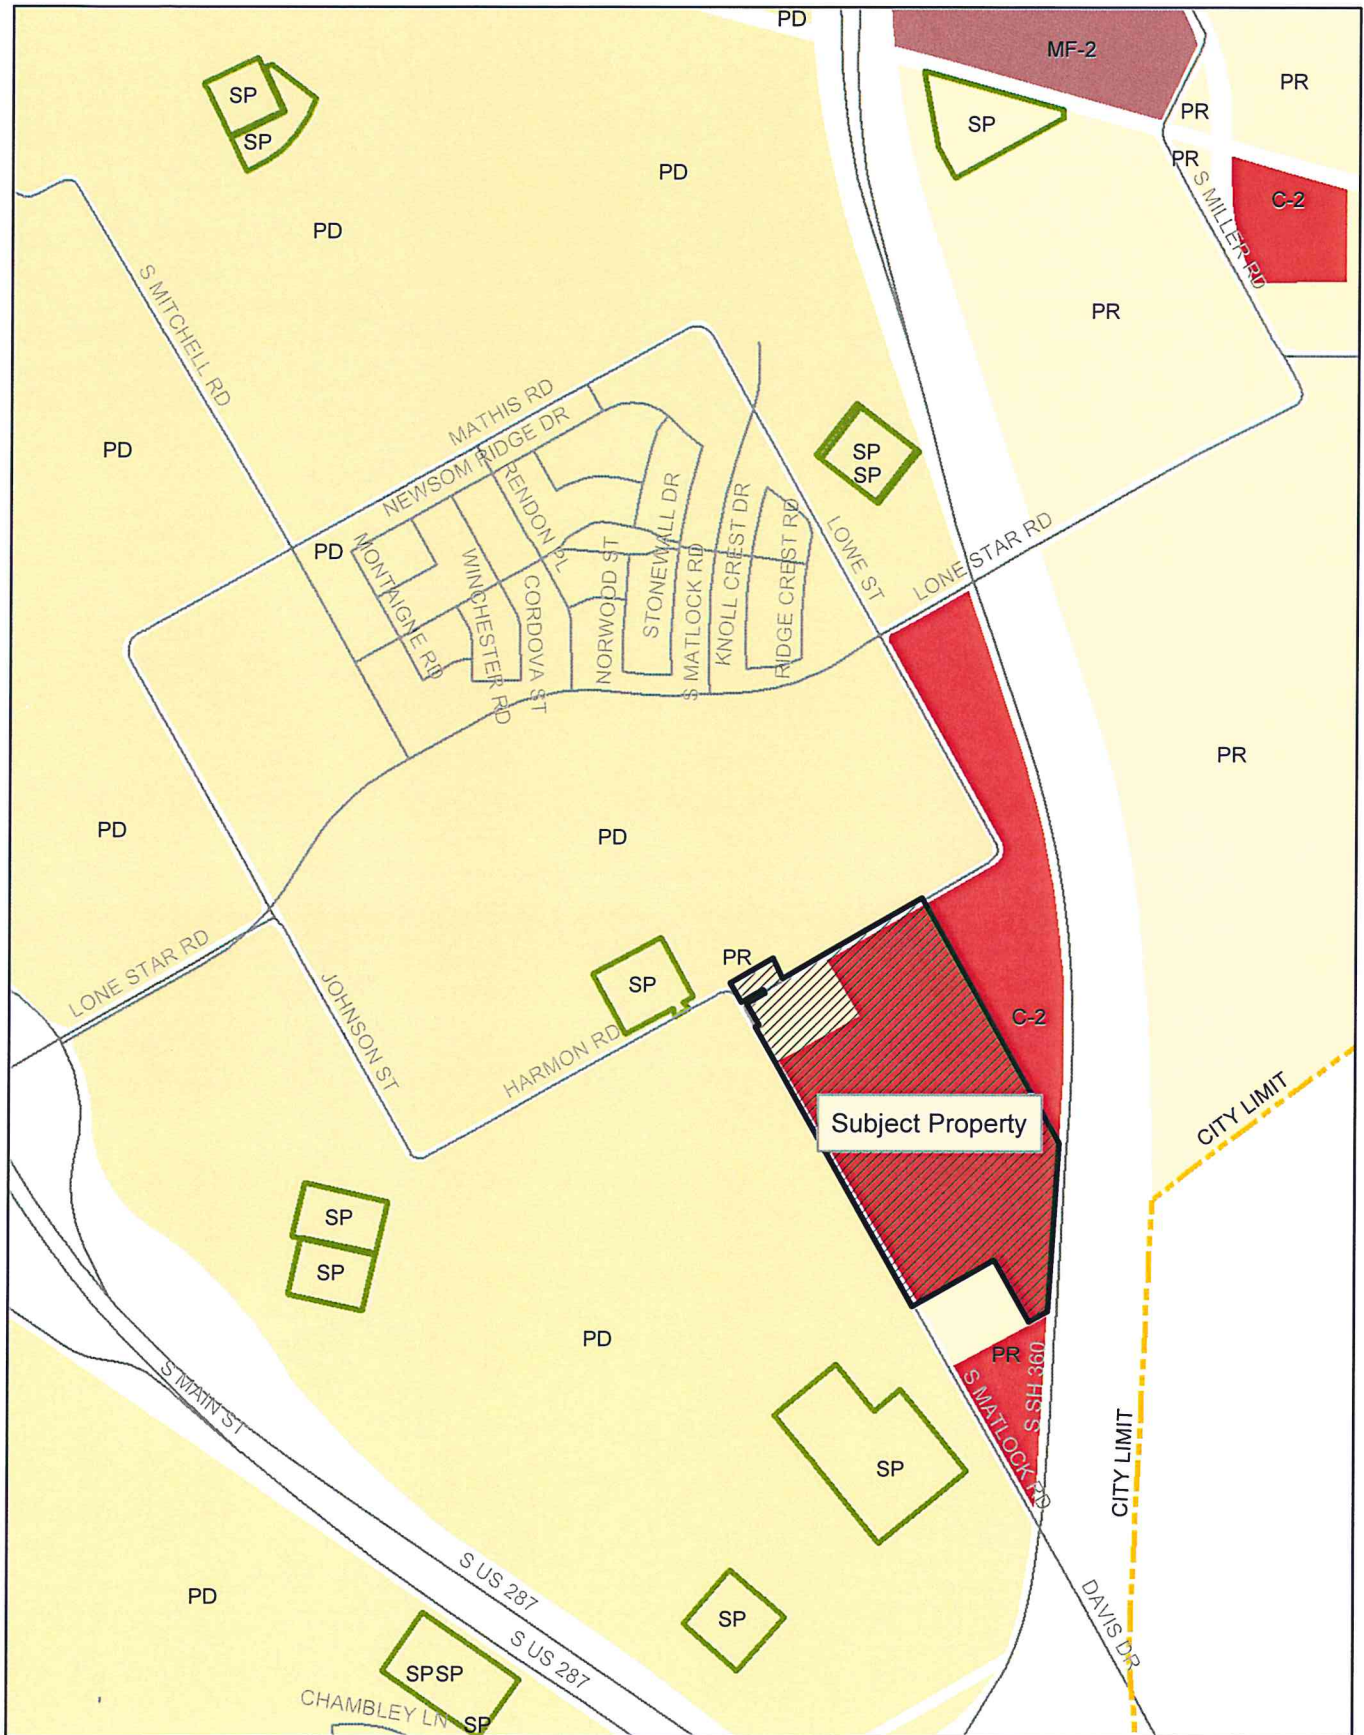 PD
MF-2
SP
SP
SP
PR
PR
PR
PD
C-2
PD
S MILLER RD
S MITCHELL RD
PR
MATHIS RD
NEWSOM RIDGE DR
PD
SP
SP
RENDON PL
STONEWALL DR
KNOLL CREST DR
RIDGE CREST RD
LOWE ST
LONE STAR RD
PD
MONTAIGNE RD
WINCHESTER RD
CORDOVA ST
NORWOOD ST
S MATLOCK RD
PR
PD
PD
LONE STAR RD
PR
SP
C-2
JOHNSON ST
HARMON RD
Subject Property
CITY LIMIT
SP
SP
PD
PR
S SH 360
S MATLOCK RD
S MAIN ST
SP
CITY LIMIT
S US 287
PD
SP
DAVIS DR
S US 287
SPSP
CHAMBLEY LN
SP